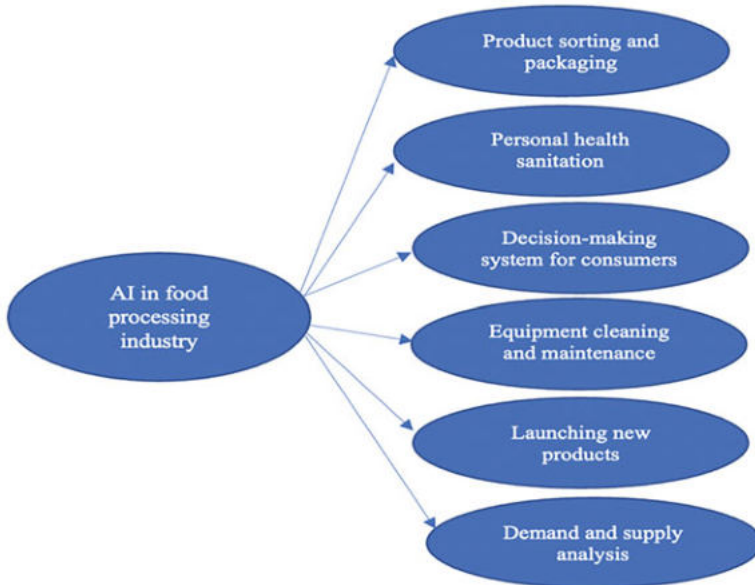 Product sorting and
packaging
Personal health
sanitation
Decision-making
system for consumers
AI in food
processing
industry
Equipment cleaning
and maintenance
Launching new
products
Demand and supply
analysis